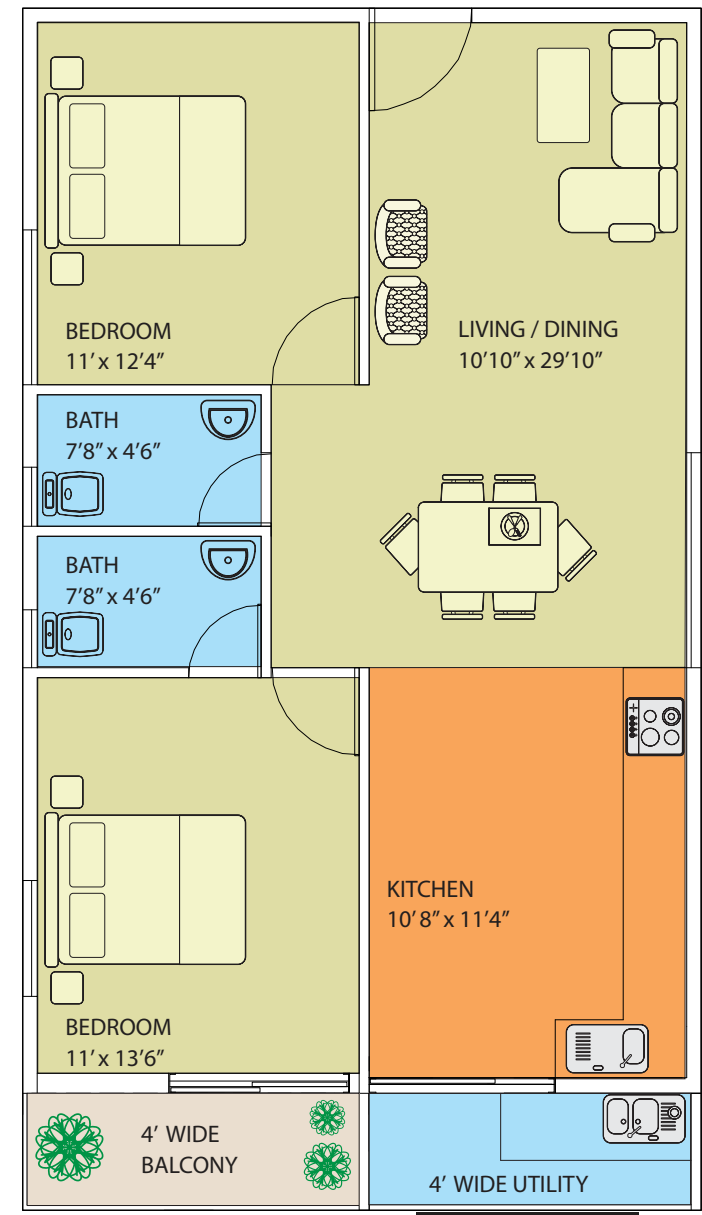 BEDROOM
11’ x 12’4”
LIVING / DINING
10’10” x 29’10”
BATH
7’8” x 4’6”
BATH
7’8” x 4’6”
KITCHEN
10’ 8” x 11’4”
BEDROOM
11’ x 13’6”
4’ WIDE
BALCONY
4’ WIDE UTILITY